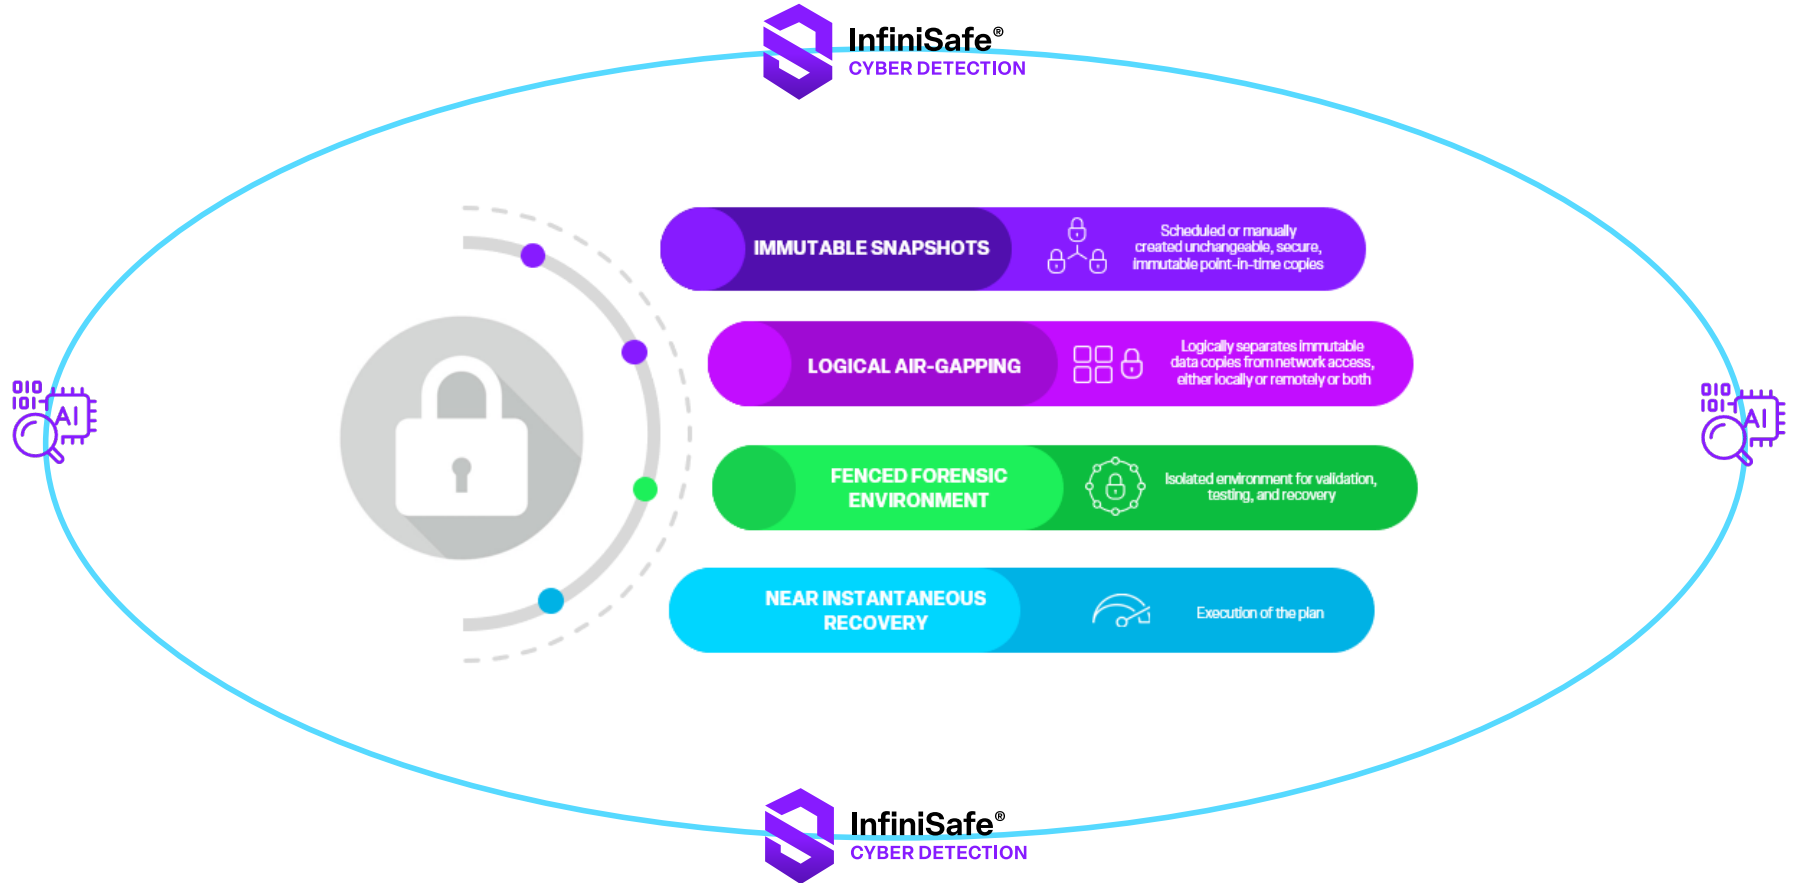 InfiniSafe®
CYBER DETECTION
IMMUTABLE SNAPSHOTS
Scheduled or manually
created unchangeable, secure,
immutable point-in-time copies
LOGICAL AIR-GAPPING
Logically separates immutable
data copies from network access,
either locally or remotely or both
010
101
AI
010
101
AI
FENCED FORENSIC
ENVIRONMENT
Isolated environment for validation,
testing, and recovery
NEAR INSTANTANEOUS
RECOVERY
Execution of the plan
InfiniSafe®
CYBER DETECTION